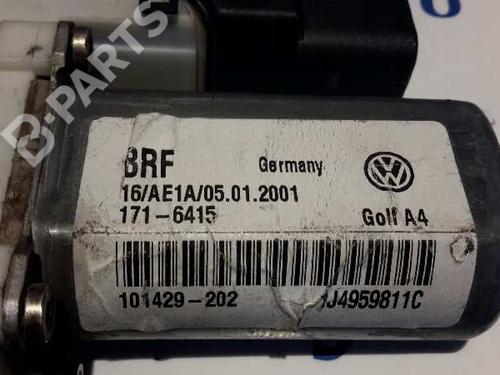 BRF Germany
16/AE1A/05.01.2001
171-6415 Golf A4
101429-202 1J4959811C
B-PARTS